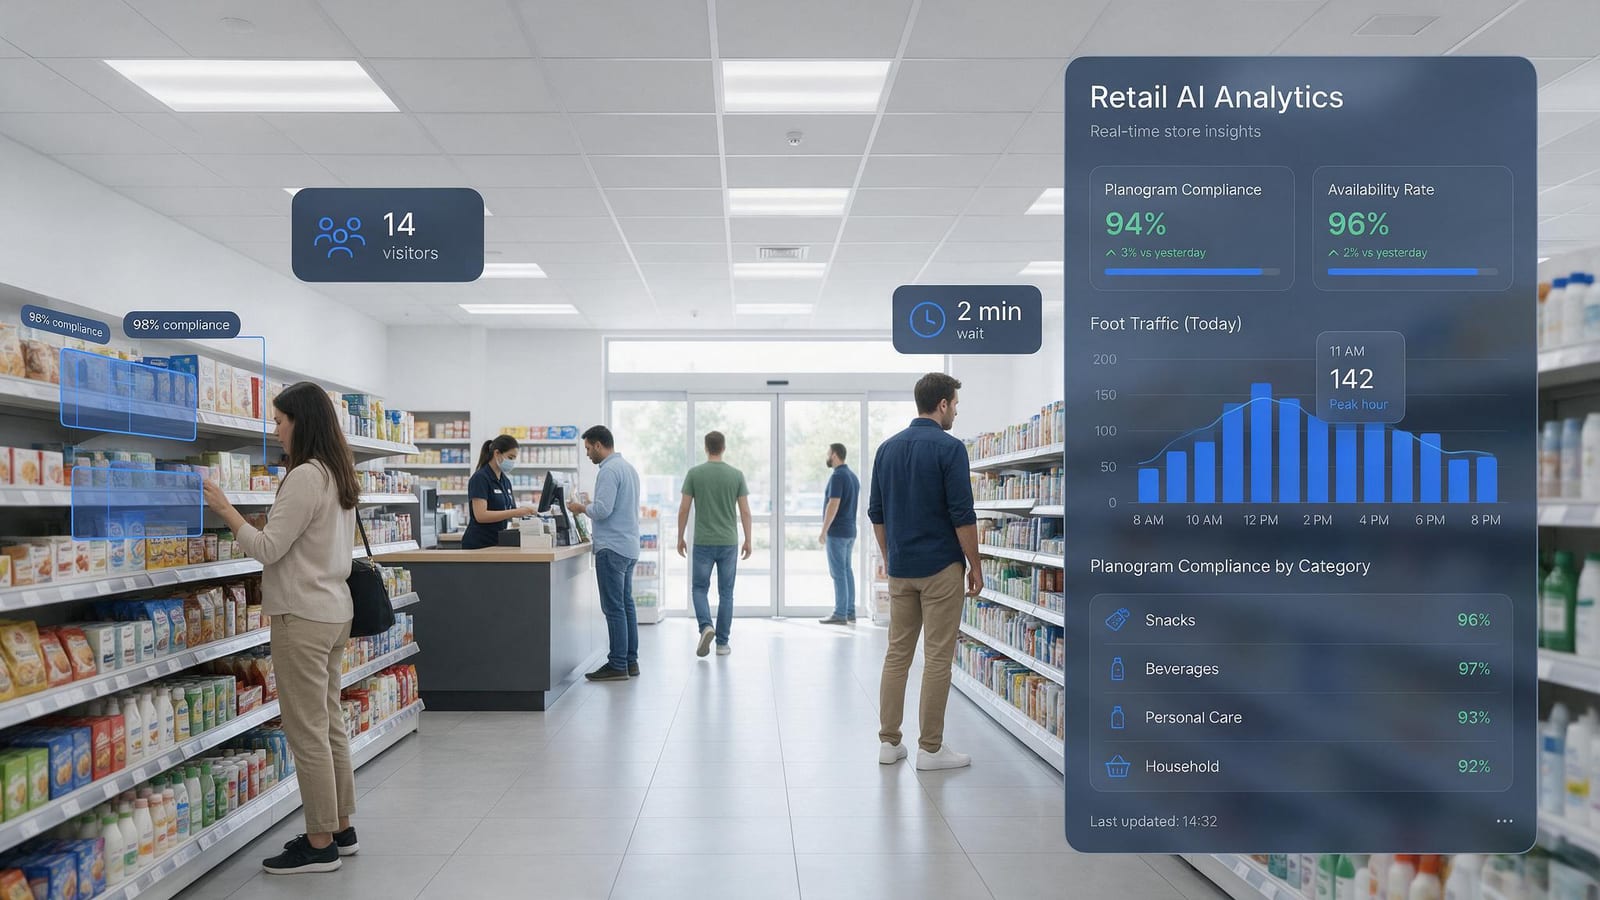 14
visitors
98% compliance
98% compliance
2 min
wait
Retail AI Analytics
Real-time store insights
Planogram Compliance
94%
3% vs yesterday
Availability Rate
96%
2% vs yesterday
Foot Traffic (Today)
200
150
100
50
0
11 AM
142
Peak hour
8 AM 10 AM 12 PM 2 PM 4 PM 6 PM 8 PM
Planogram Compliance by Category
Snacks 96%
Beverages 97%
Personal Care 93%
Household 92%
Last updated: 14:32